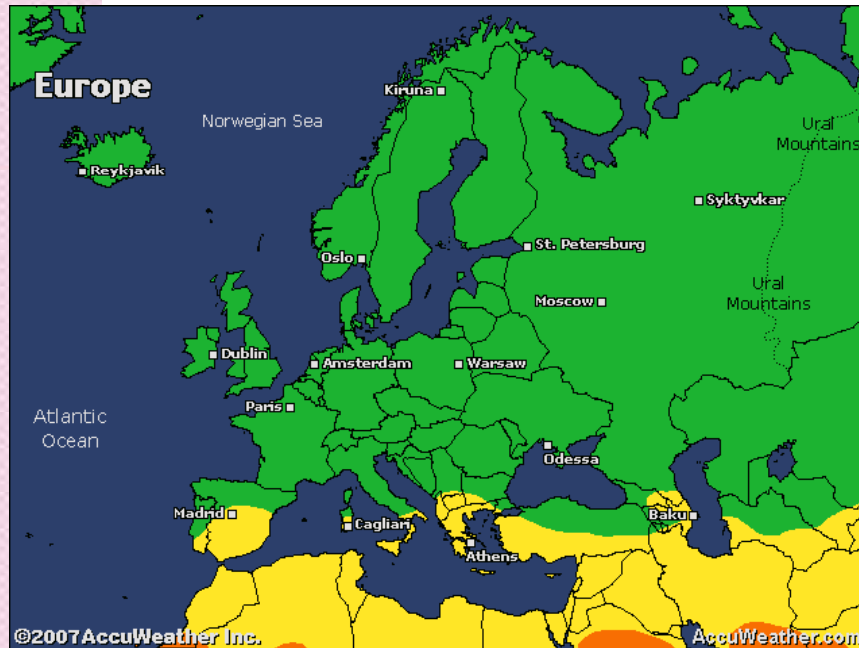 Europe
Kiruna
Norwegian Sea
Ural
Mountains
Reykjavik
Syktyvkar
St. Petersburg
Oslo
Ural
Mountains
Moscow
Dublin
Amsterdam
Warsaw
Paris
Atlantic
Ocean
Odessa
Madrid
Cagliari
Baku
Athens
©2007AccuWeather Inc.
AccuWeather.com